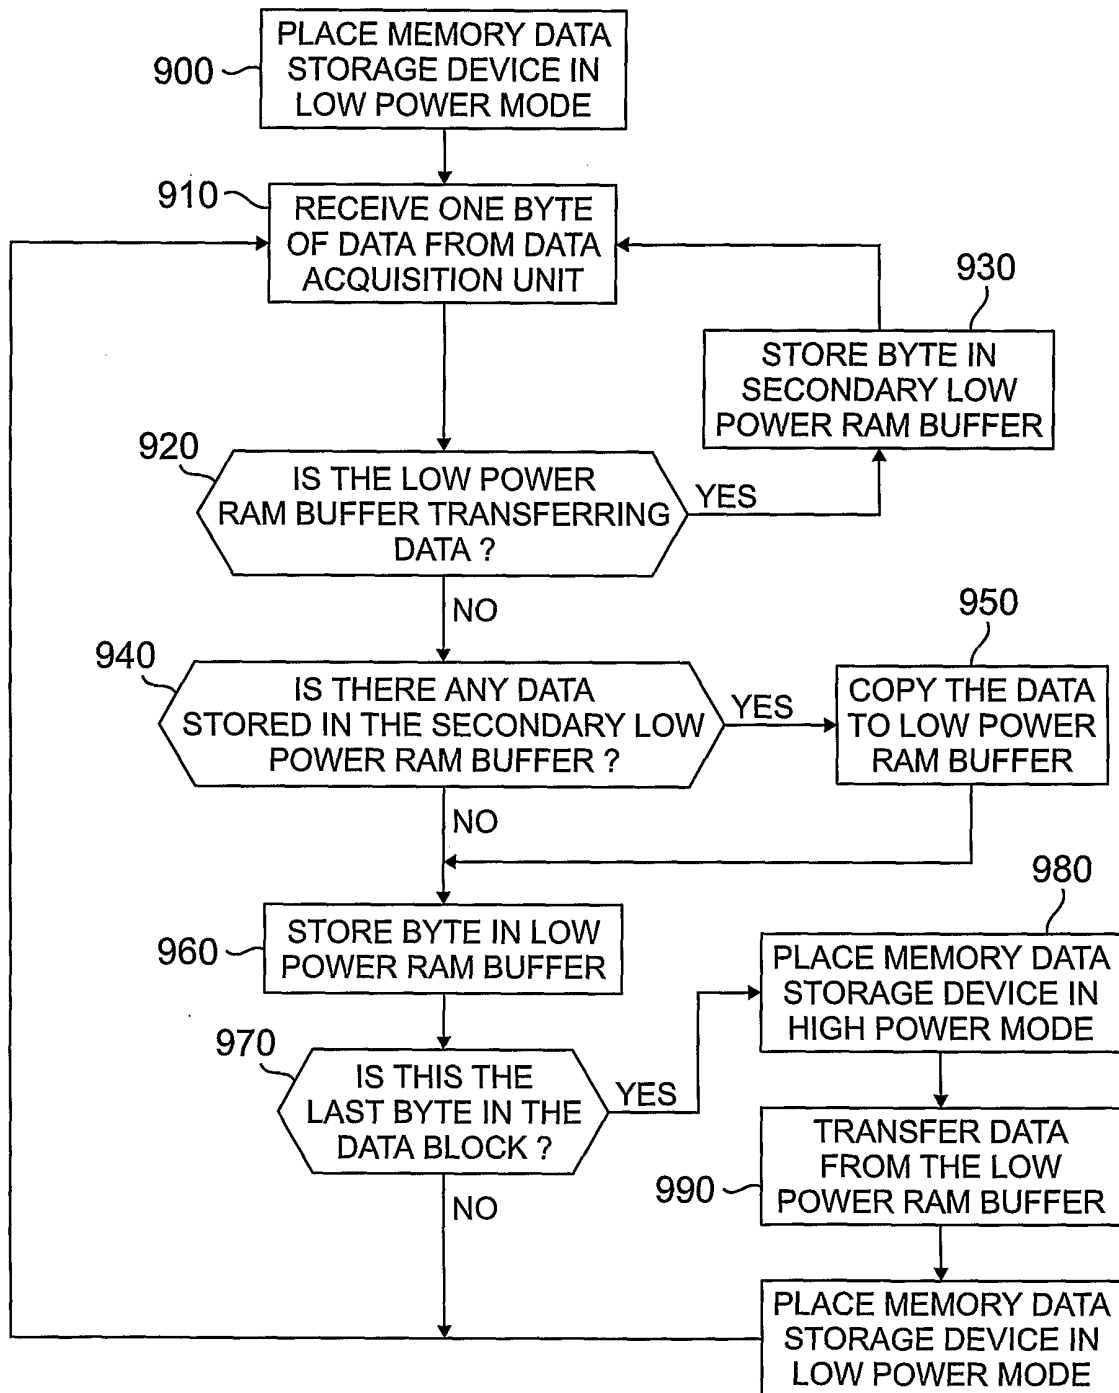 PLACE MEMORY DATA
STORAGE DEVICE IN
LOW POWER MODE
900
910
RECEIVE ONE BYTE
OF DATA FROM DATA
ACQUISITION UNIT
930
STORE BYTE IN
SECONDARY LOW
POWER RAM BUFFER
920
IS THE LOW POWER
RAM BUFFER TRANSFERRING
DATA ?
YES
NO
940
IS THERE ANY DATA
STORED IN THE SECONDARY LOW
POWER RAM BUFFER ?
YES
950
COPY THE DATA
TO LOW POWER
RAM BUFFER
NO
960
STORE BYTE IN LOW
POWER RAM BUFFER
970
IS THIS THE
LAST BYTE IN THE
DATA BLOCK ?
YES
NO
980
PLACE MEMORY DATA
STORAGE DEVICE IN
HIGH POWER MODE
990
TRANSFER DATA
FROM THE LOW
POWER RAM BUFFER
PLACE MEMORY DATA
STORAGE DEVICE IN
LOW POWER MODE